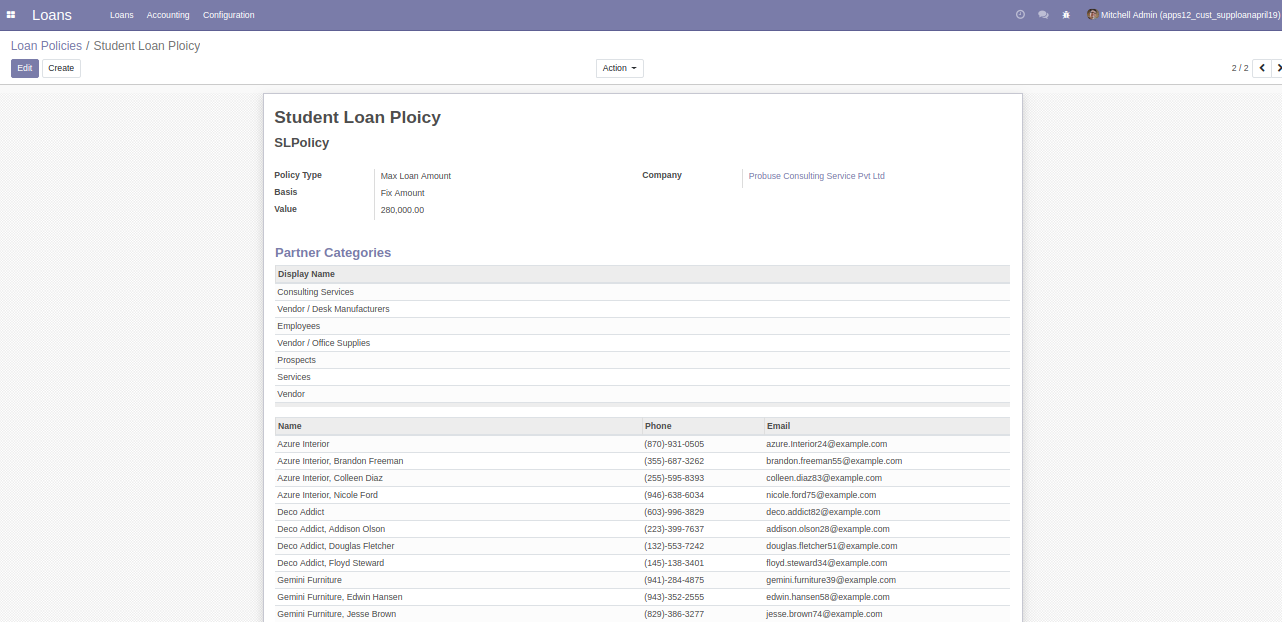 Loans Loans Accounting Configuration Mitchell Admin (apps12_cust_supploanapril19)
Loan Policies / Student Loan Ploicy
Edit Create Action 2 / 2
Student Loan Ploicy
SLPolicy
Policy Type Max Loan Amount Company Probuse Consulting Service Pvt Ltd
Basis Fix Amount
Value 280,000.00
Partner Categories
Display Name
Consulting Services
Vendor / Desk Manufacturers
Employees
Vendor / Office Supplies
Prospects
Services
Vendor
Name Phone Email
Azure Interior (870)-931-0505 azure.Interior24@example.com
Azure Interior, Brandon Freeman (355)-687-3262 brandon.freeman55@example.com
Azure Interior, Colleen Diaz (255)-595-8393 colleen.diaz83@example.com
Azure Interior, Nicole Ford (946)-638-6034 nicole.ford75@example.com
Deco Addict (603)-996-3829 deco.addict82@example.com
Deco Addict, Addison Olson (223)-399-7637 addison.olson28@example.com
Deco Addict, Douglas Fletcher (132)-553-7242 douglas.fletcher51@example.com
Deco Addict, Floyd Steward (145)-138-3401 floyd.steward34@example.com
Gemini Furniture (941)-284-4875 gemini.furniture39@example.com
Gemini Furniture, Edwin Hansen (943)-352-2555 edwin.hansen58@example.com
Gemini Furniture, Jesse Brown (829)-386-3277 jesse.brown74@example.com